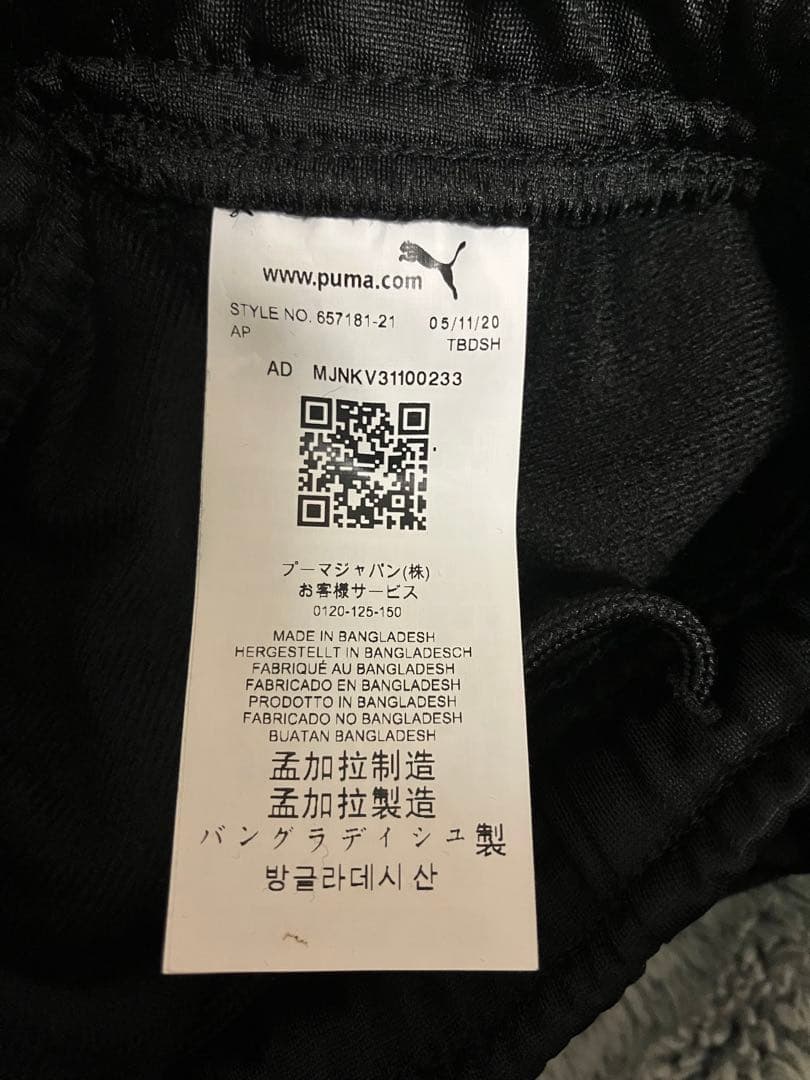 www.puma.com
STYLE NO. 657181-21 05/11/20
AP TBDSH
AD MJNKV31100233
プーマジャパン(株)
お客様サービス
0120-125-150
MADE IN BANGLADESH
HERGESTELLT IN BANGLADESCH
FABRIQUÉ AU BANGLADESH
FABRICADO EN BANGLADESH
PRODOTTO IN BANGLADESH
FABRICADO NO BANGLADESH
BUATAN BANGLADESH
孟加拉制造
孟加拉製造
バングラディシュ製
방글라데시 산